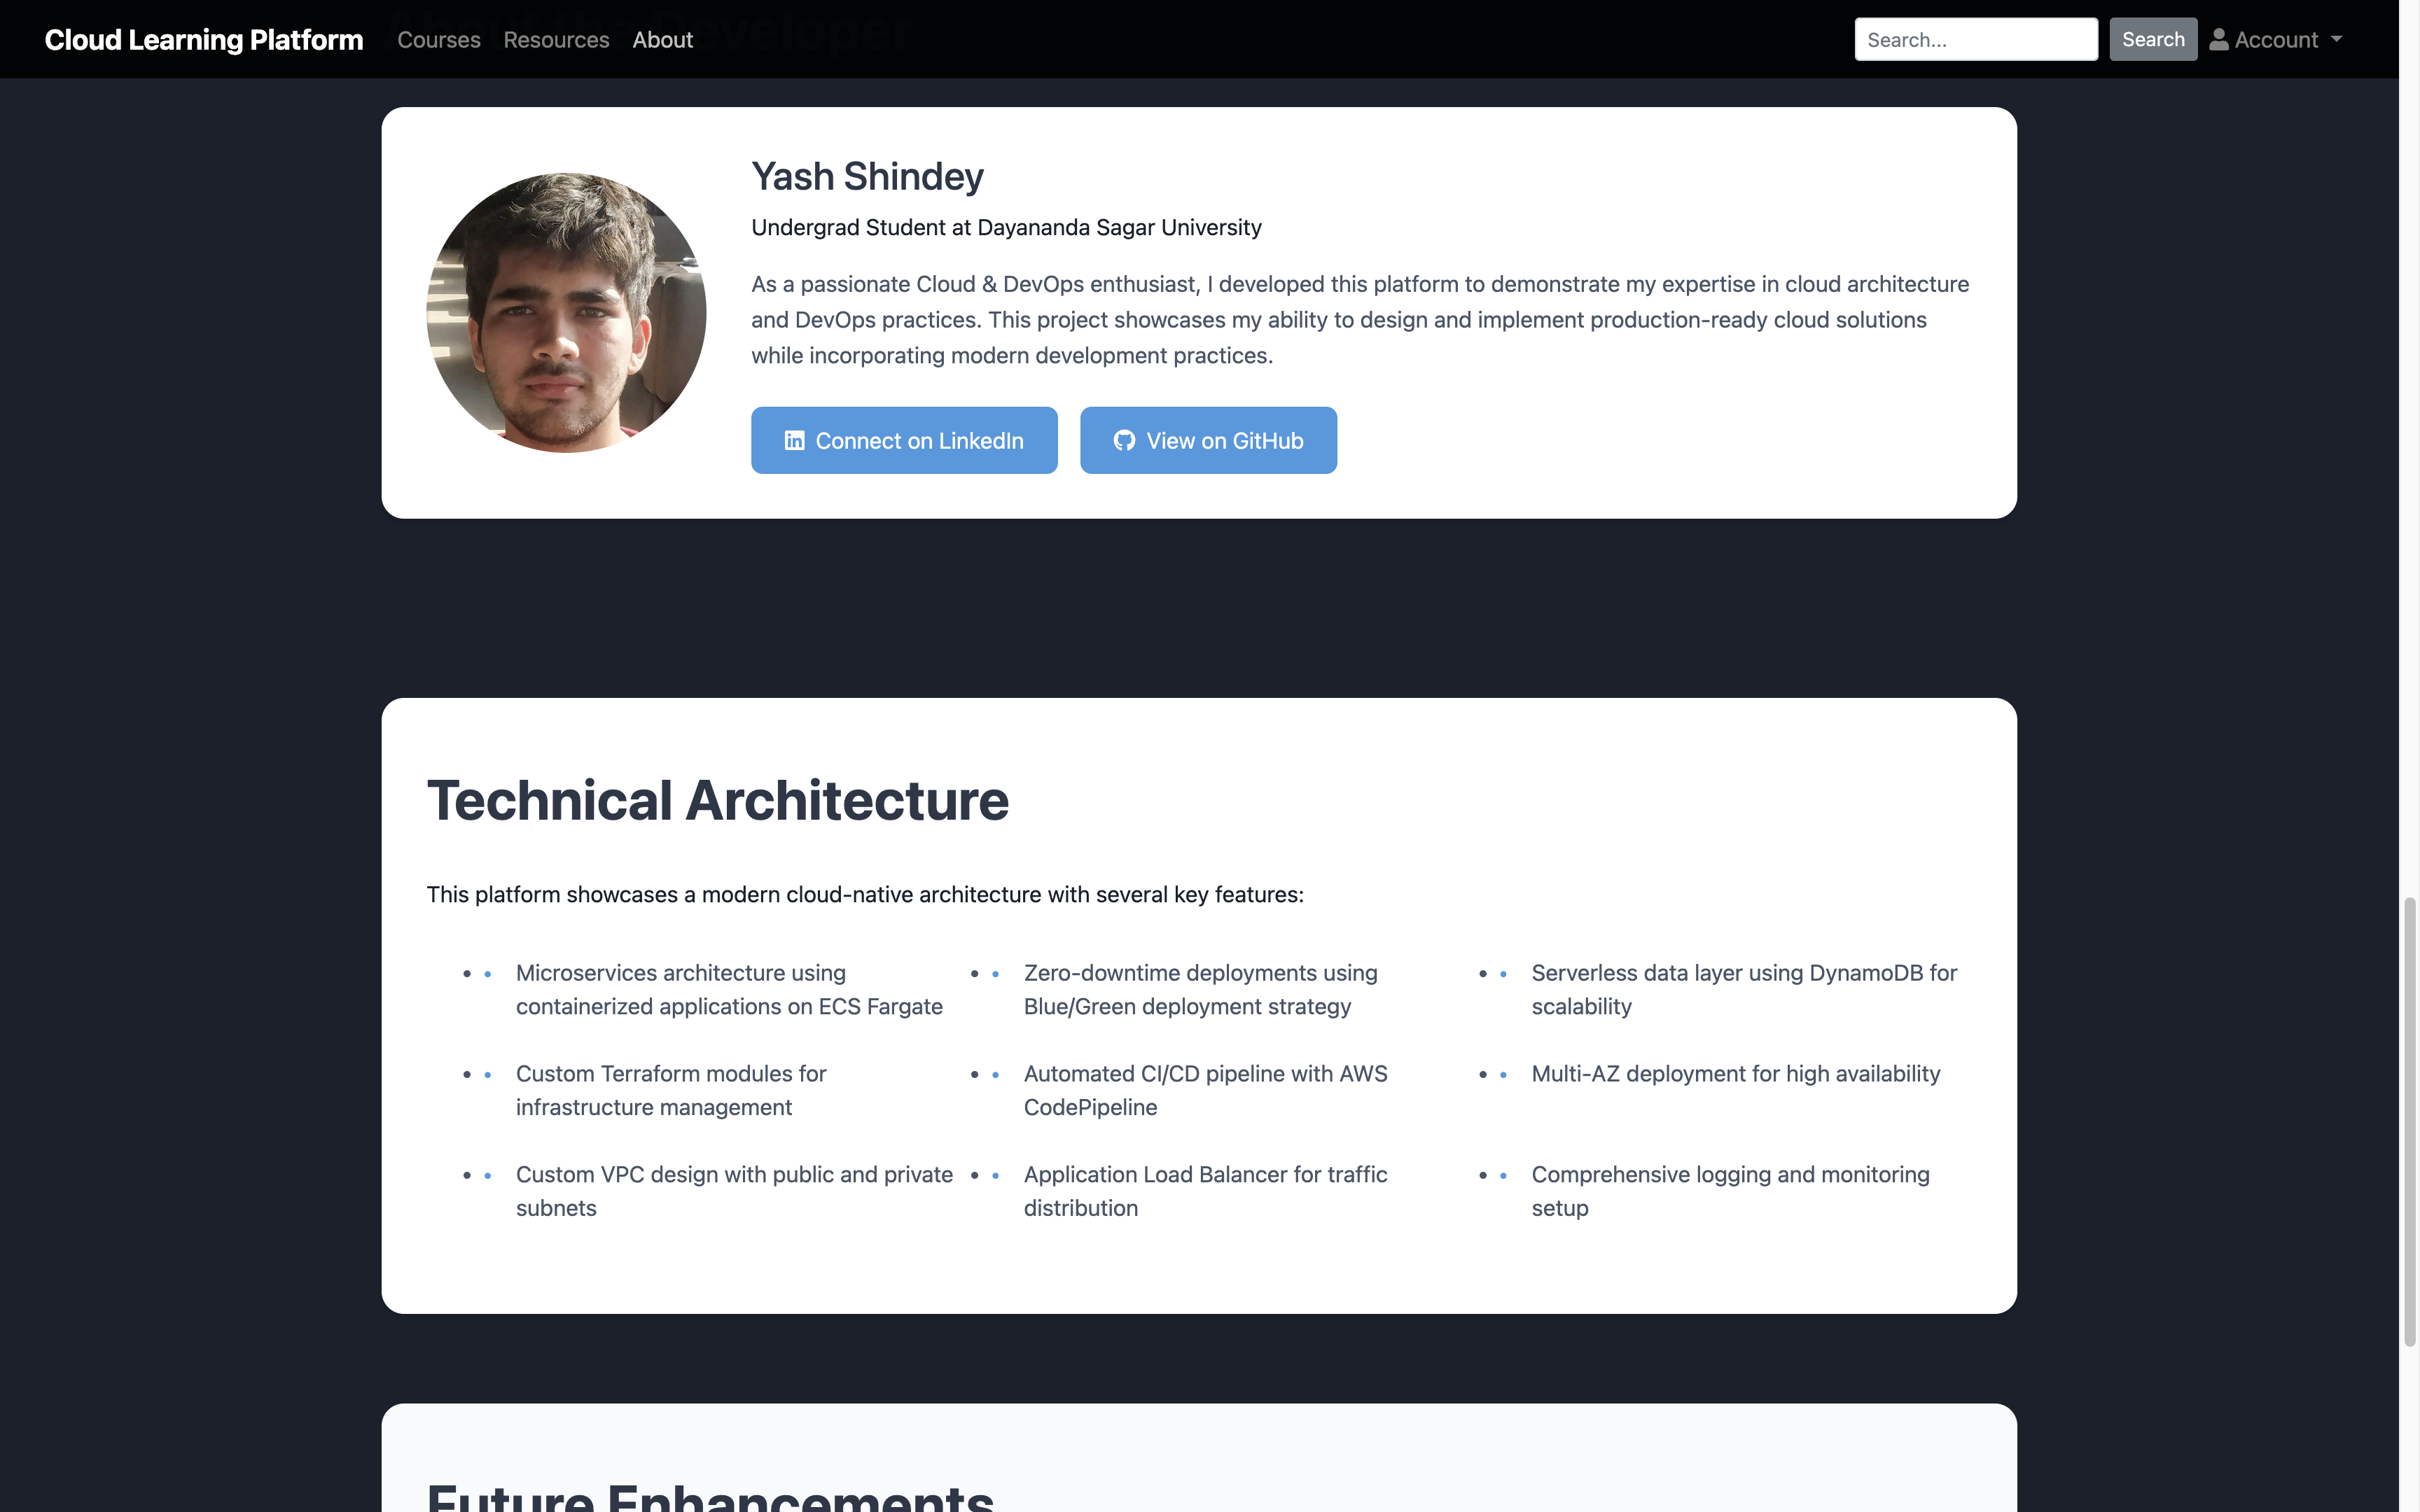 Cloud Learning Platform Courses Resources About Search... Search Account
About the Developer
Yash Shindey
Undergrad Student at Dayananda Sagar University
As a passionate Cloud & DevOps enthusiast, I developed this platform to demonstrate my expertise in cloud architecture
and DevOps practices. This project showcases my ability to design and implement production-ready cloud solutions
while incorporating modern development practices.
Connect on LinkedIn View on GitHub
Technical Architecture
This platform showcases a modern cloud-native architecture with several key features:
• • Microservices architecture using
containerized applications on ECS Fargate
• • Zero-downtime deployments using
Blue/Green deployment strategy
• • Serverless data layer using DynamoDB for
scalability
• • Custom Terraform modules for
infrastructure management
• • Automated CI/CD pipeline with AWS
CodePipeline
• • Multi-AZ deployment for high availability
• • Custom VPC design with public and private
subnets
• • Application Load Balancer for traffic
distribution
• • Comprehensive logging and monitoring
setup
Future Enhancements